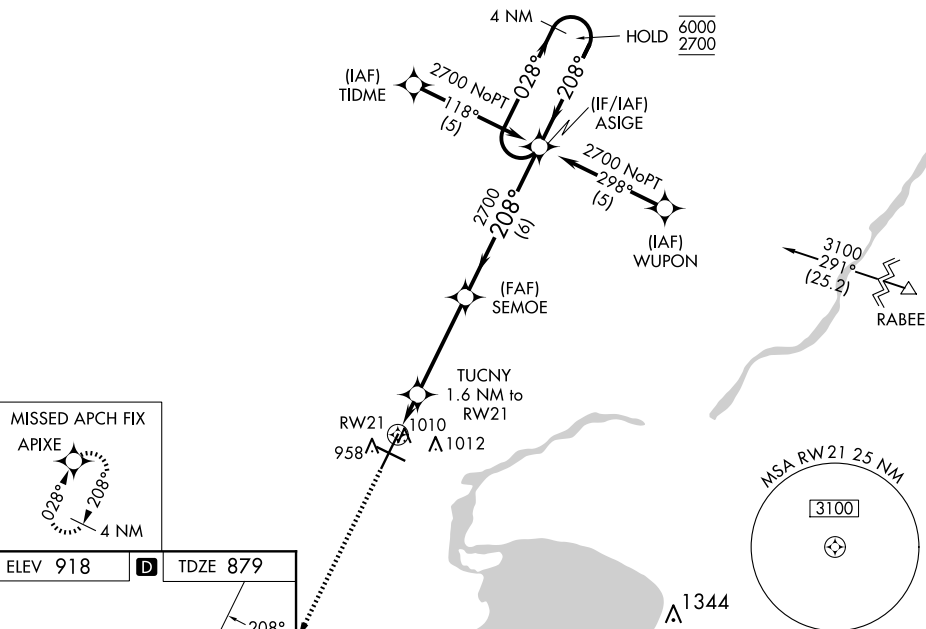 4 NM
HOLD
6000
2700
028°
208°
(IAF)
TIDME
2700 NoPT
118°
(5)
(IF/IAF)
ASIGE
2700 NoPT
298°
(5)
(IAF)
WUPON
2700
208°
(6)
(FAF)
SEMOE
3100
291°
(25.2)
RABEE
TUCNY
1.6 NM to
RW21
RW21
1010
958
1012
MISSED APCH FIX
APIXE
028°
208°
4 NM
MSA RW21 25 NM
3100
ELEV 918
D
TDZE 879
208°
1344